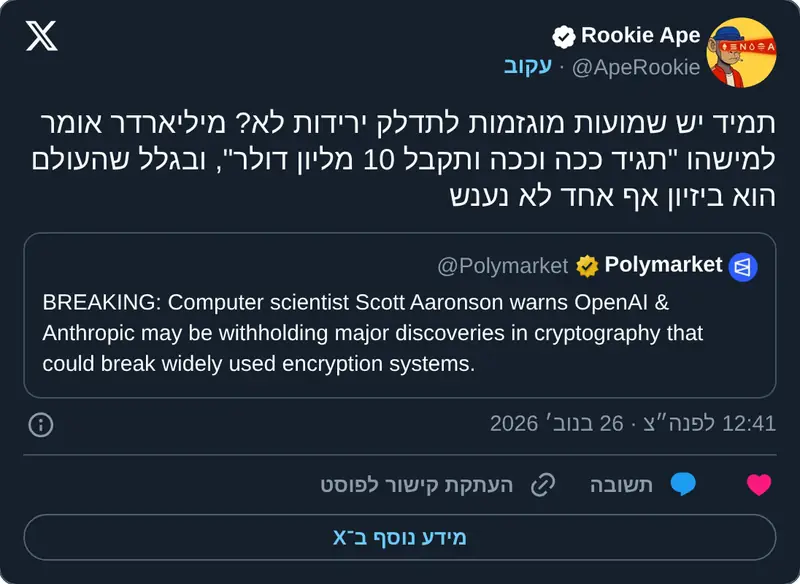 Rookie Ape
@ApeRookie · עקוב
תמיד יש שמועות מוגזמות לתדלק ירידות לא? מיליארדר אומר
למישהו "תגיד ככה וככה ותקבל 10 מליון דולר", ובגלל שהעולם
הוא ביזיון אף אחד לא נענש
Polymarket @Polymarket
BREAKING: Computer scientist Scott Aaronson warns OpenAI &
Anthropic may be withholding major discoveries in cryptography that
could break widely used encryption systems.
12:41 לפנה״צ · 26 בנוב׳ 2026
תשובה העתקת קישור לפוסט
מידע נוסף ב־X